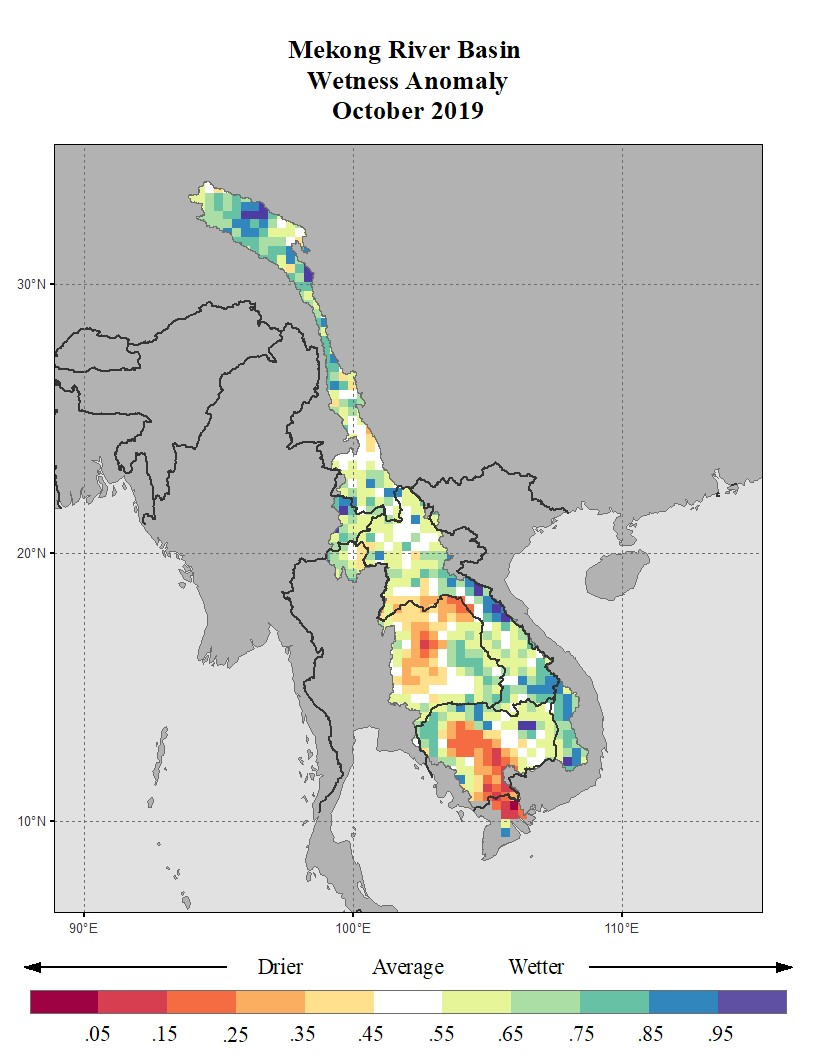 Mekong River Basin
Wetness Anomaly
October 2019
30°N
20°N
10°N
90°E 100°E 110°E
Drier Average Wetter
.05 .15 .25 .35 .45 .55 .65 .75 .85 .95